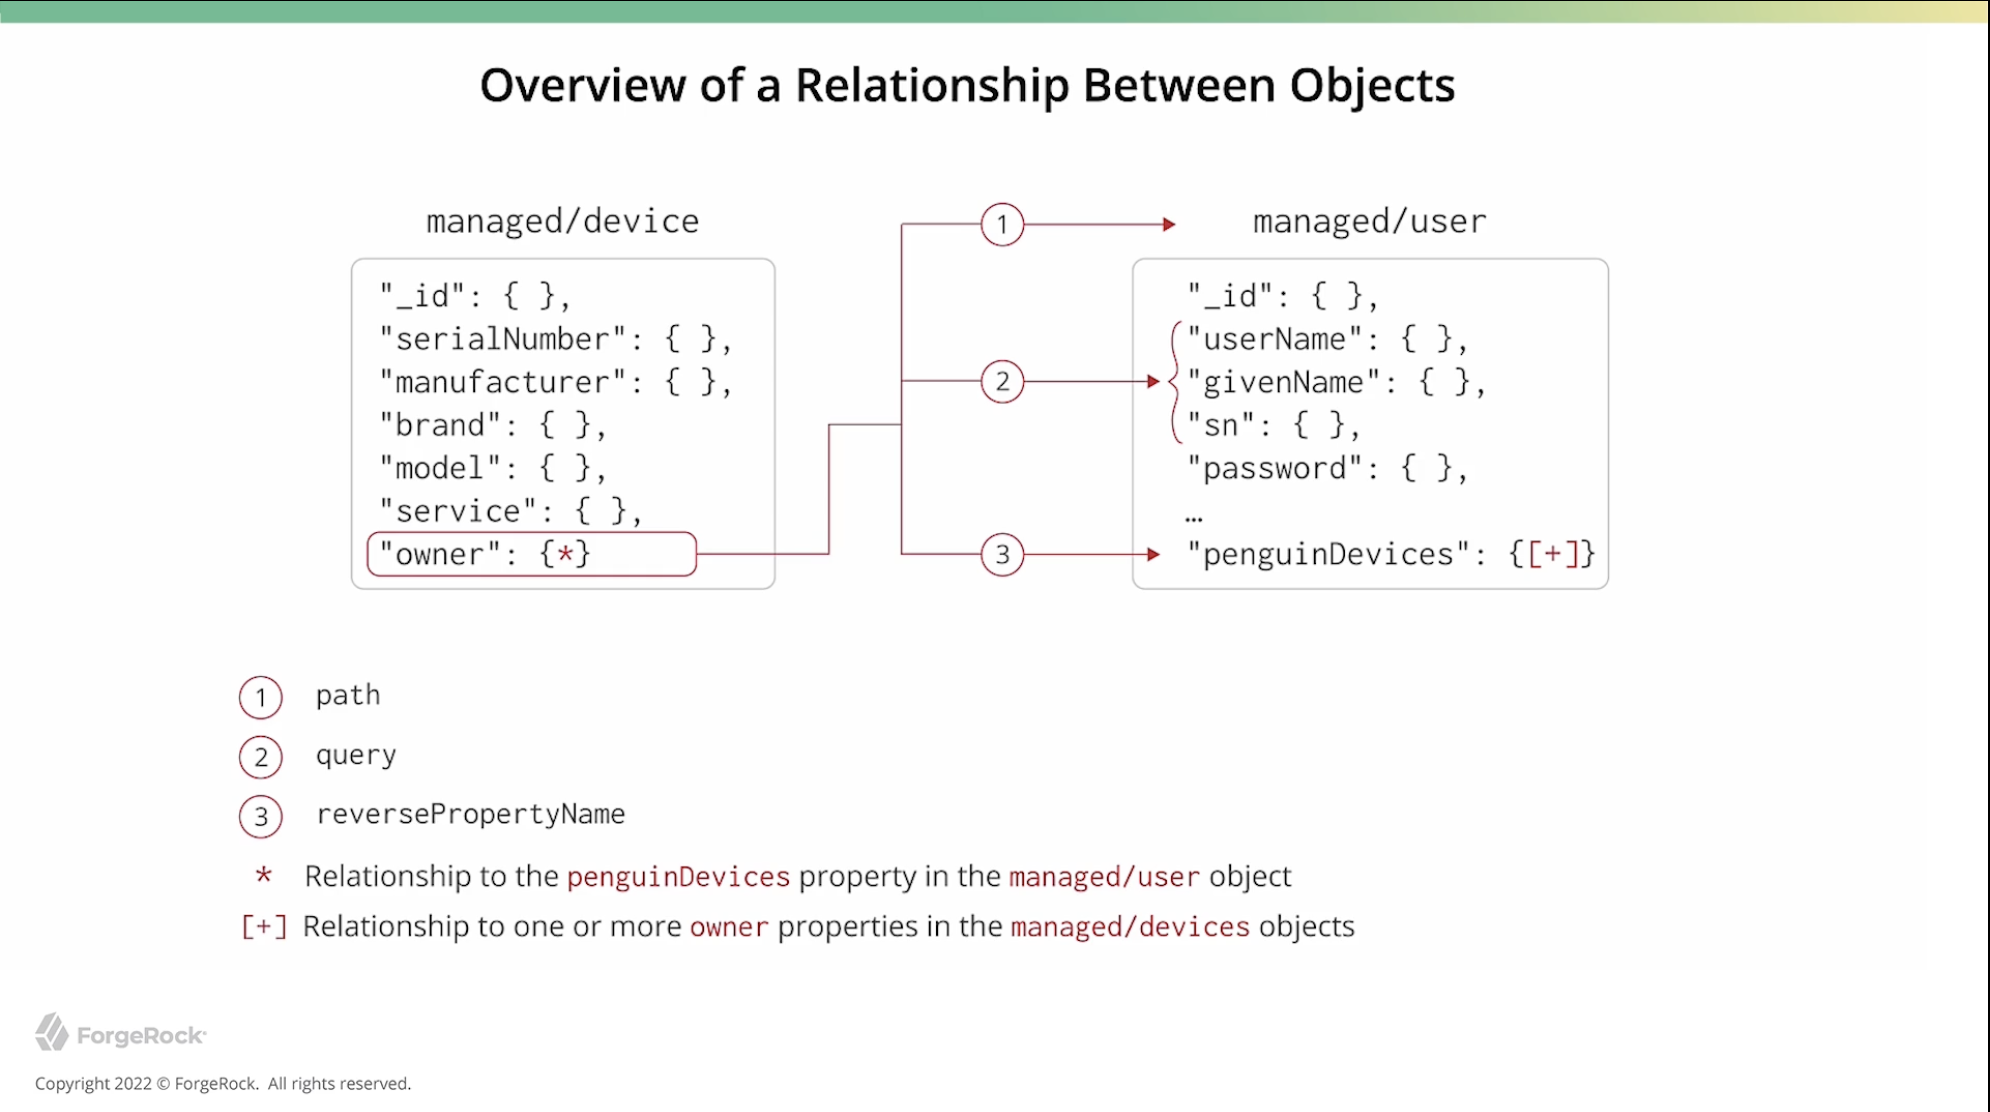 Overview of a Relationship Between Objects
managed/device
"_id": { },
"serialNumber": { },
"manufacturer": { },
"brand": { },
"model": { },
"service": { },
"owner": {*}
1
2
3
managed/user
"_id": { },
"userName": { },
"givenName": { },
"sn": { },
"password": { },
…
"penguinDevices": {[+]}
1 path
2 query
3 reversePropertyName
* Relationship to the penguinDevices property in the managed/user object
[+] Relationship to one or more owner properties in the managed/devices objects
ForgeRock
Copyright 2022 © ForgeRock. All rights reserved.